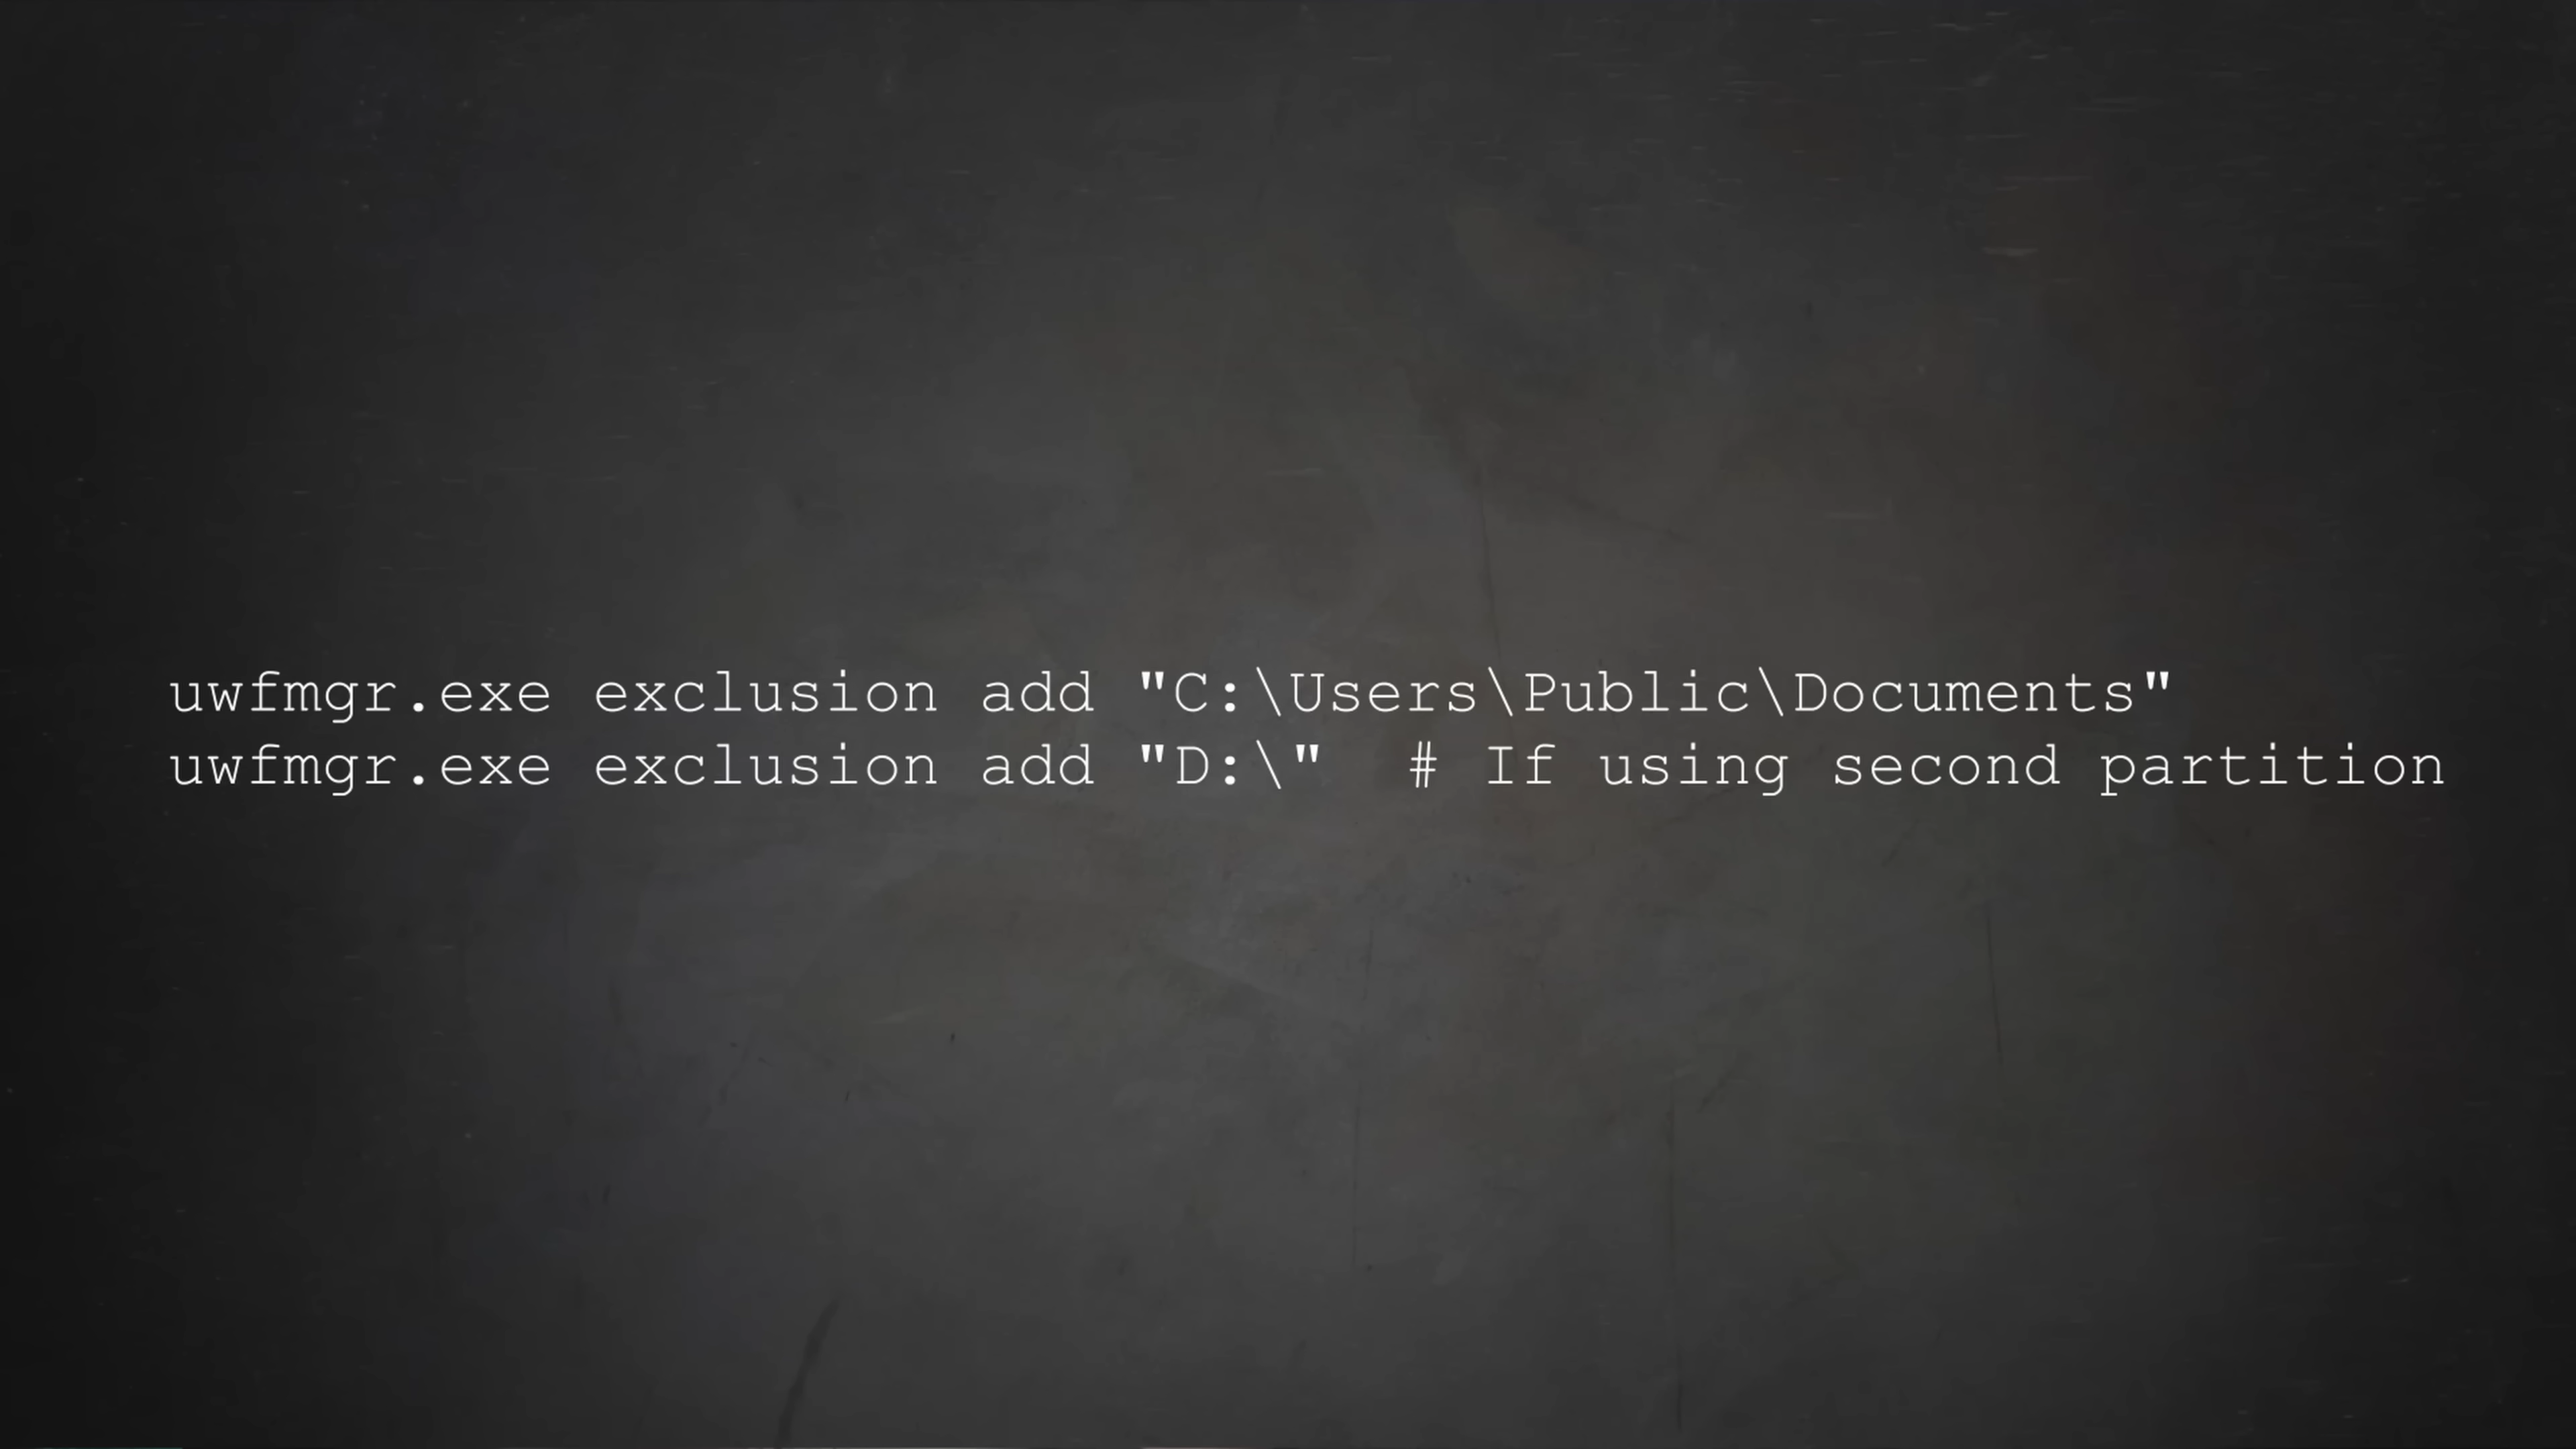 uwfmgr.exe exclusion add "C:\Users\Public\Documents"
uwfmgr.exe exclusion add "D:\"  # If using second partition